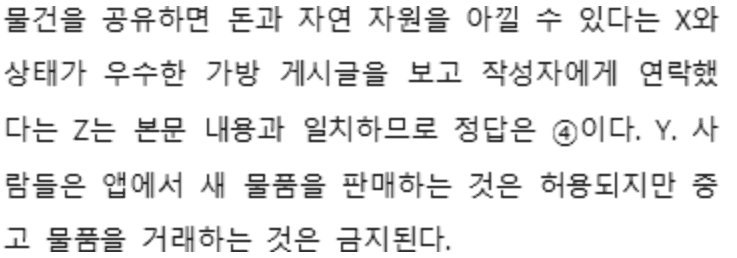 물건을 공유하면 돈과 자연 자원을 아낄 수 있다는 X와
상태가 우수한 가방 게시글을 보고 작성자에게 연락했
다는 Z는 본문 내용과 일치하므로 정답은 ④이다. Y. 사
람들은 앱에서 새 물품을 판매하는 것은 허용되지만 중
고 물품을 거래하는 것은 금지된다.